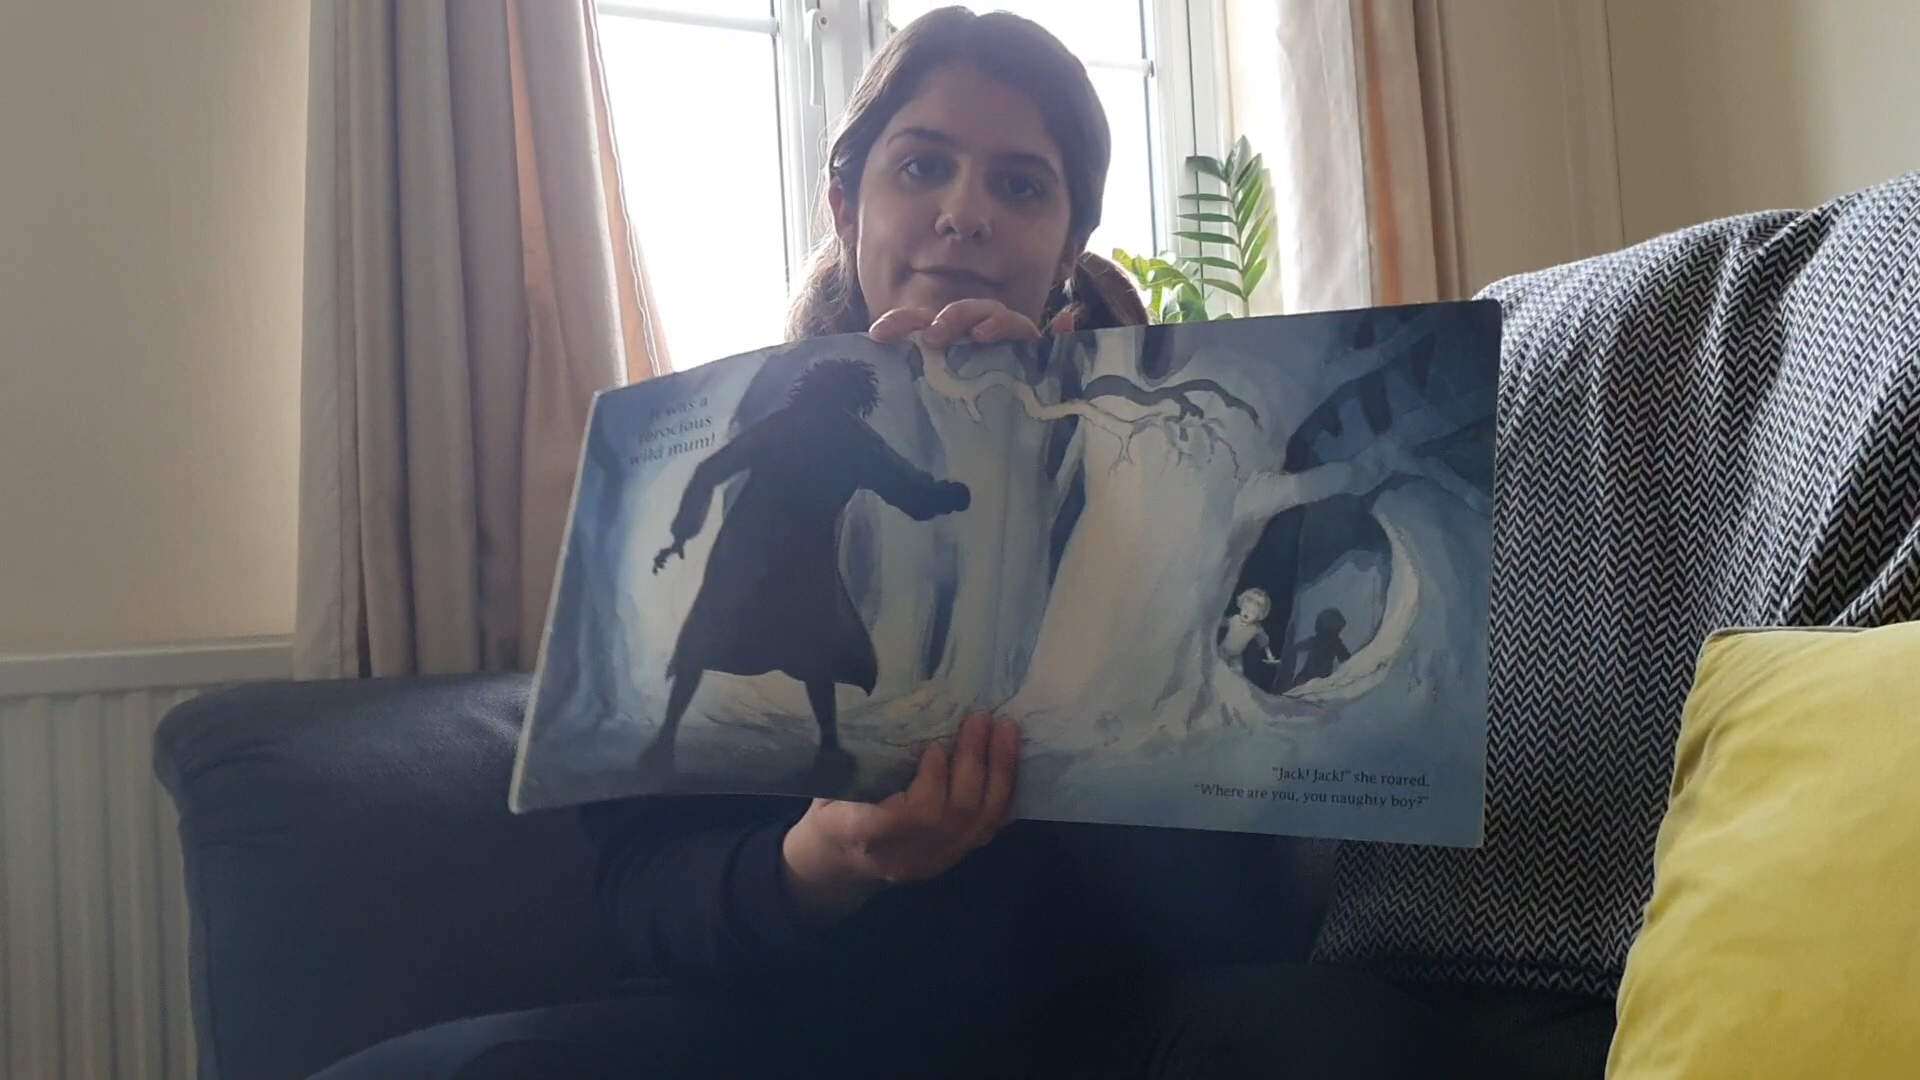 It was a
ferocious
wild mum!
"Jack! Jack!" she roared.
"Where are you, you naughty boy?"